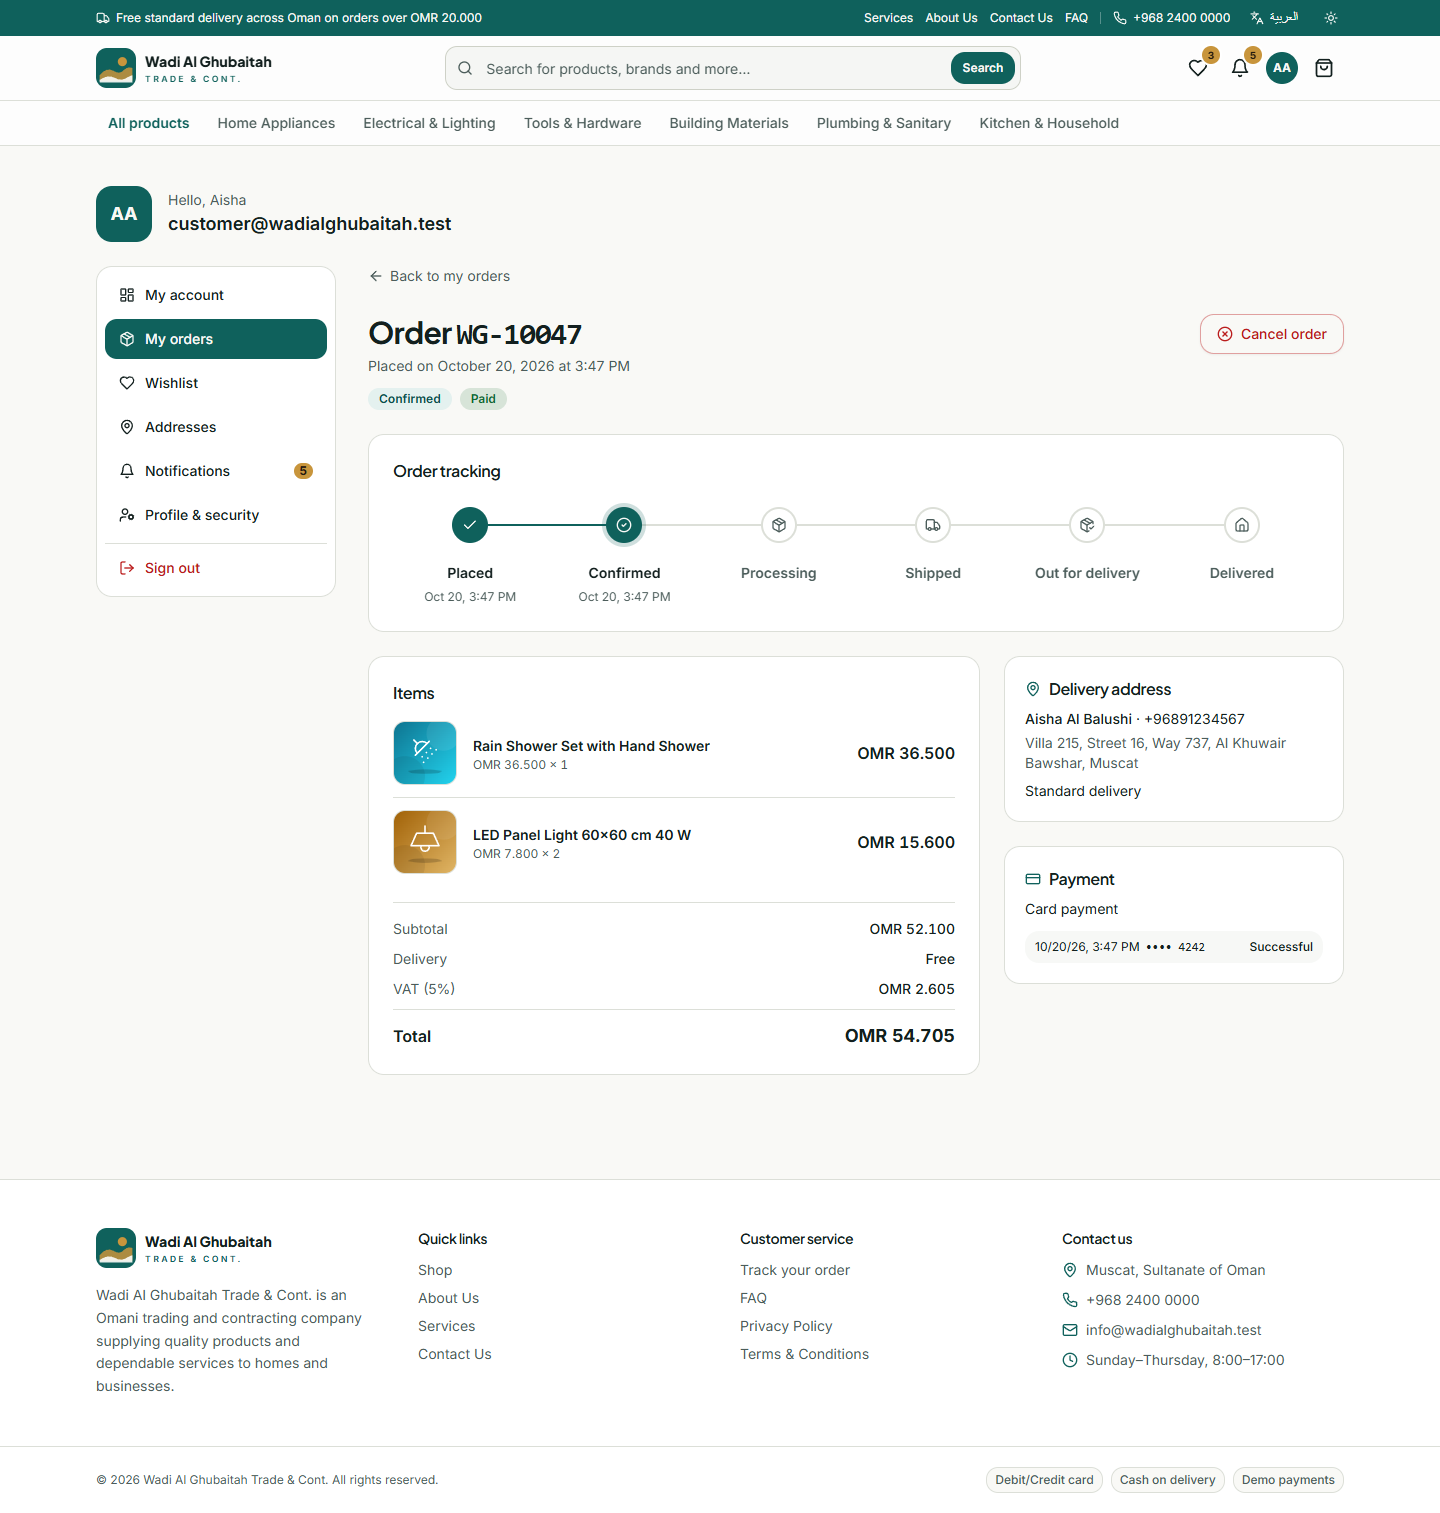 Free standard delivery across Oman on orders over OMR 20.000
Services About Us Contact Us FAQ +968 2400 0000 العربية
Wadi Al Ghubaitah
TRADE & CONT.
Search for products, brands and more...
Search
3
5
AA
All products Home Appliances Electrical & Lighting Tools & Hardware Building Materials Plumbing & Sanitary Kitchen & Household
AA
Hello, Aisha
customer@wadialghubaitah.test
My account
My orders
Wishlist
Addresses
Notifications 5
Profile & security
Sign out
Back to my orders
Order WG-10047
Cancel order
Placed on October 20, 2026 at 3:47 PM
Confirmed Paid
Order tracking
Placed Confirmed Processing Shipped Out for delivery Delivered
Oct 20, 3:47 PM Oct 20, 3:47 PM
Items
Rain Shower Set with Hand Shower
OMR 36.500 × 1
OMR 36.500
LED Panel Light 60×60 cm 40 W
OMR 7.800 × 2
OMR 15.600
Subtotal OMR 52.100
Delivery Free
VAT (5%) OMR 2.605
Total OMR 54.705
Delivery address
Aisha Al Balushi · +96891234567
Villa 215, Street 16, Way 737, Al Khuwair
Bawshar, Muscat
Standard delivery
Payment
Card payment
10/20/26, 3:47 PM •••• 4242 Successful
Wadi Al Ghubaitah
TRADE & CONT.
Wadi Al Ghubaitah Trade & Cont. is an
Omani trading and contracting company
supplying quality products and
dependable services to homes and
businesses.
Quick links
Shop
About Us
Services
Contact Us
Customer service
Track your order
FAQ
Privacy Policy
Terms & Conditions
Contact us
Muscat, Sultanate of Oman
+968 2400 0000
info@wadialghubaitah.test
Sunday–Thursday, 8:00–17:00
© 2026 Wadi Al Ghubaitah Trade & Cont. All rights reserved.
Debit/Credit card Cash on delivery Demo payments